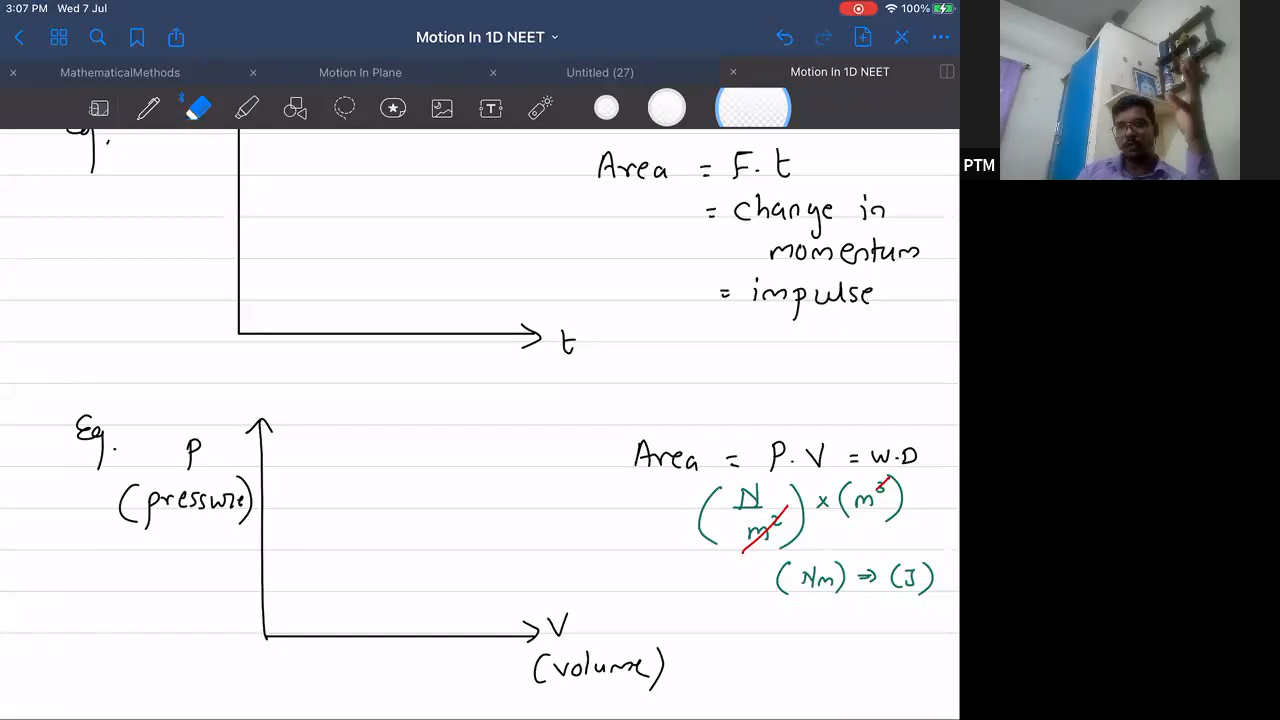 3:07 PM Wed 7 Jul
100%
Motion In 1D NEET
MathematicalMethods
Motion In Plane
Untitled (27)
Motion In 1D NEET
PTM
Eg.
Area = F. t
= change in
momentum
= impulse
t
Eg. P
(pressure)
Area = P. V = W.D
(N/m²) × (m³)
(Nm) ⇒ (J)
V
(volume)